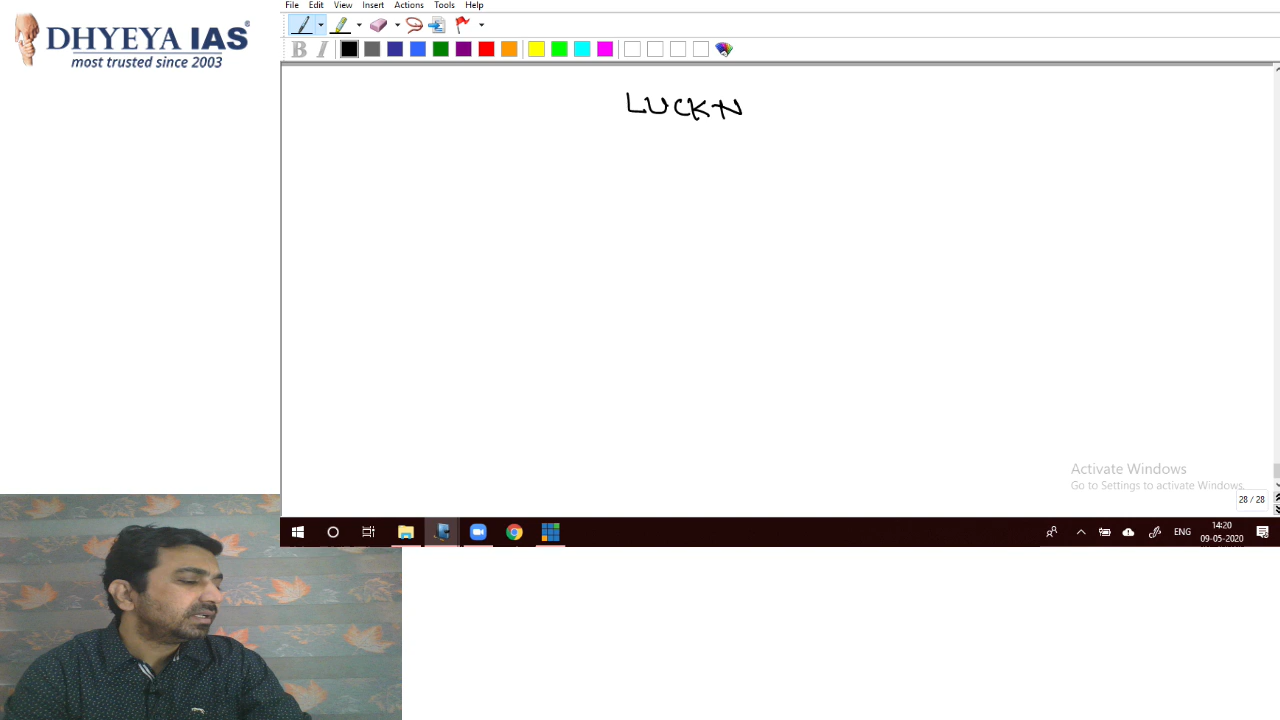 File Edit View Insert Actions Tools Help
DHYEYA IAS®
most trusted since 2003
B I
LUCKN
Activate Windows
Go to Settings to activate Windows.
28 / 28
ENG
14:20
09-05-2020